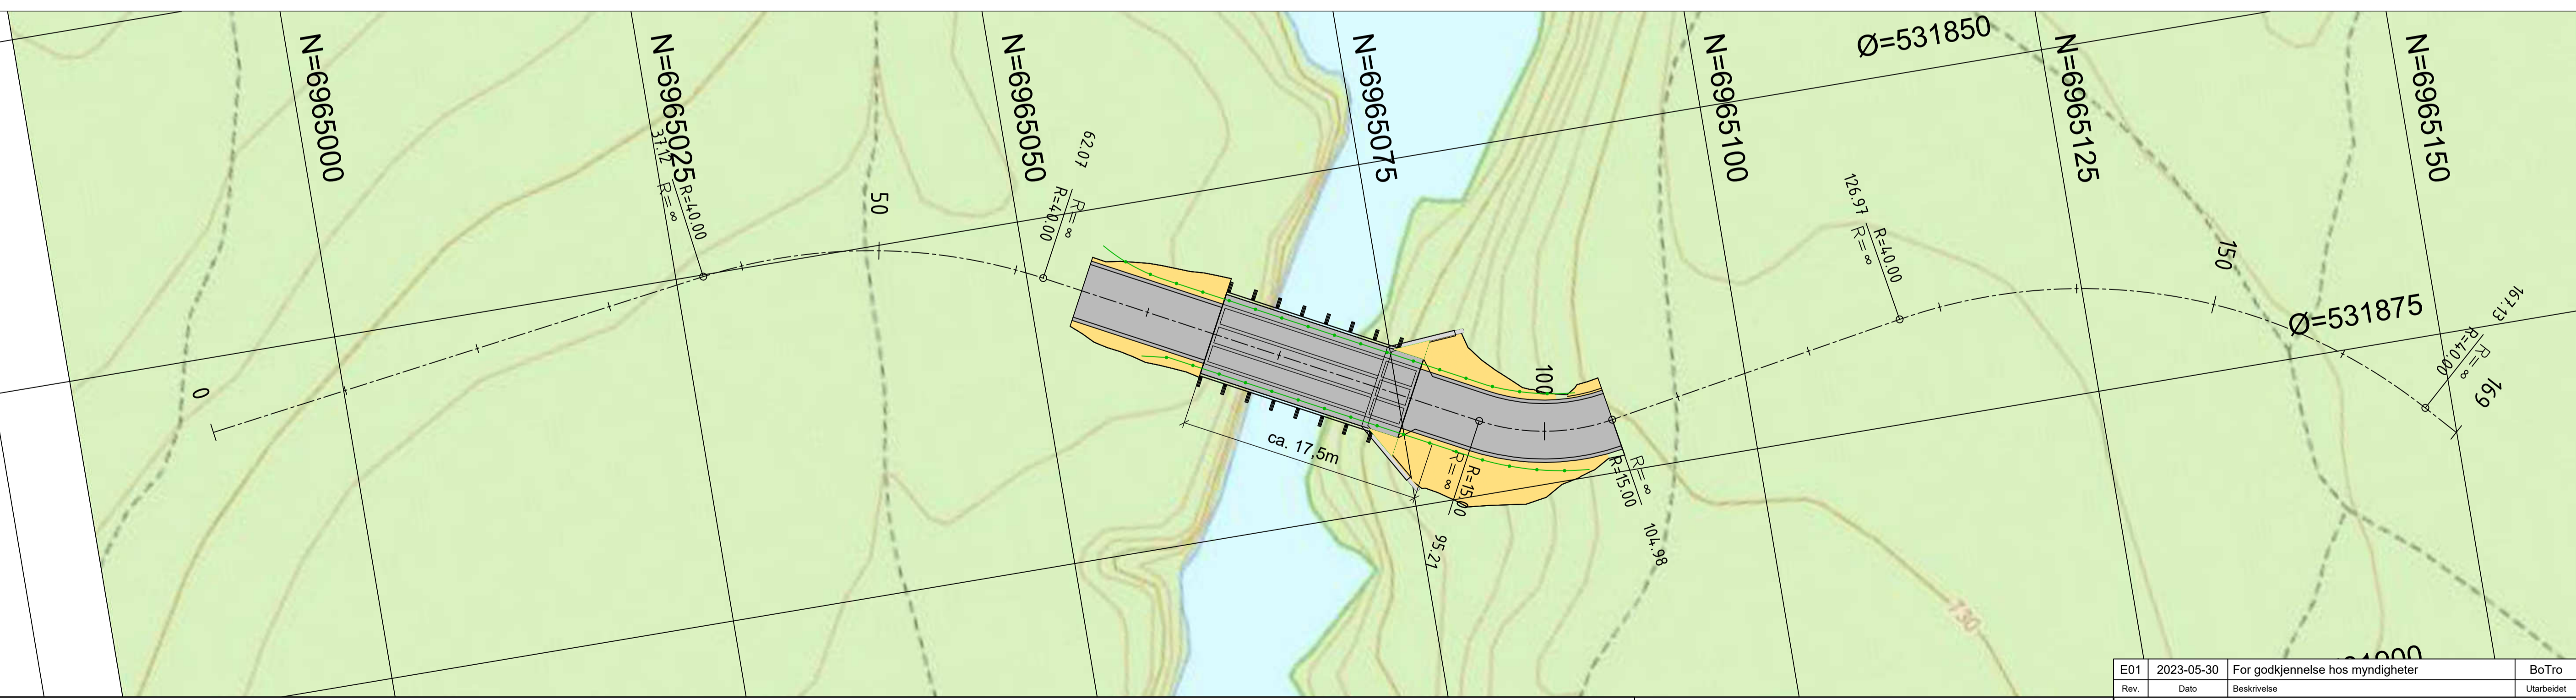 N=6965000
N=6965025
N=6965050
N=6965075
N=6965100
N=6965125
N=6965150
Ø=531850
Ø=531875
0
37.12
R=∞
R=40.00
50
62.07
R=40.00
R=∞
ca. 17,5m
95.21
R=∞
R=15.00
100
104.98
R=15.00
R=∞
126.97
R=∞
R=40.00
150
167.13
R=40.00
R=∞
169
730
E01 2023-05-30 For godkjennelse hos myndigheter BoTro
Rev. Dato Beskrivelse Utarbeidet